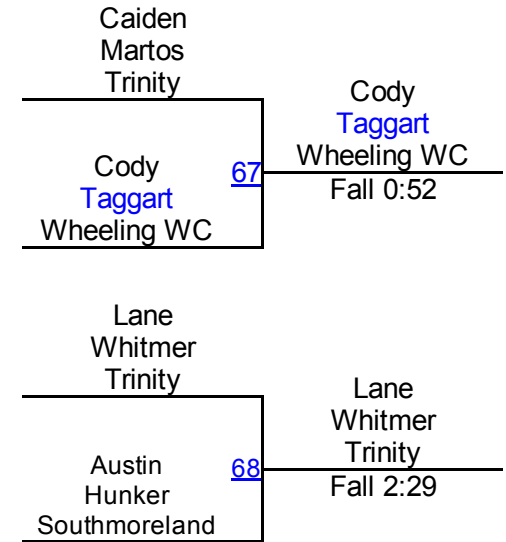 Caiden
Martos
Trinity
Cody
Taggart
Wheeling WC
67
Cody
Taggart
Wheeling WC
Fall 0:52
Lane
Whitmer
Trinity
Austin
Hunker
Southmoreland
68
Lane
Whitmer
Trinity
Fall 2:29